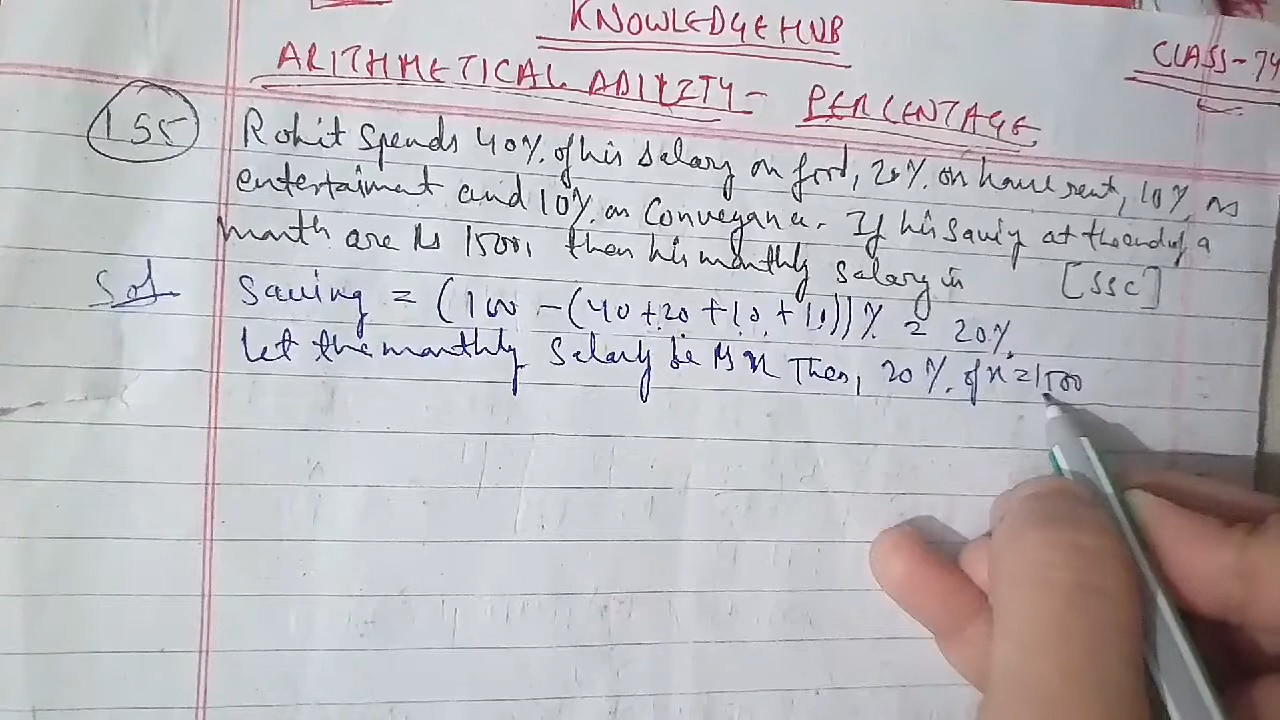 KNOWLEDGE HUB
CLASS-74
ARITHMETICAL ABILITY- PERCENTAGE
155 Rohit spends 40% of his salary on food, 20% on house rent, 10% on
entertaiment and 10% on Conveyance. If his Saving at the end of a
month are Rs 1500, then his monthly salary is [SSC]
Sol Saving = (100 - (40+20+10+10))% = 20%.
Let the monthly Salary be Rs x Then, 20% of x = 1500